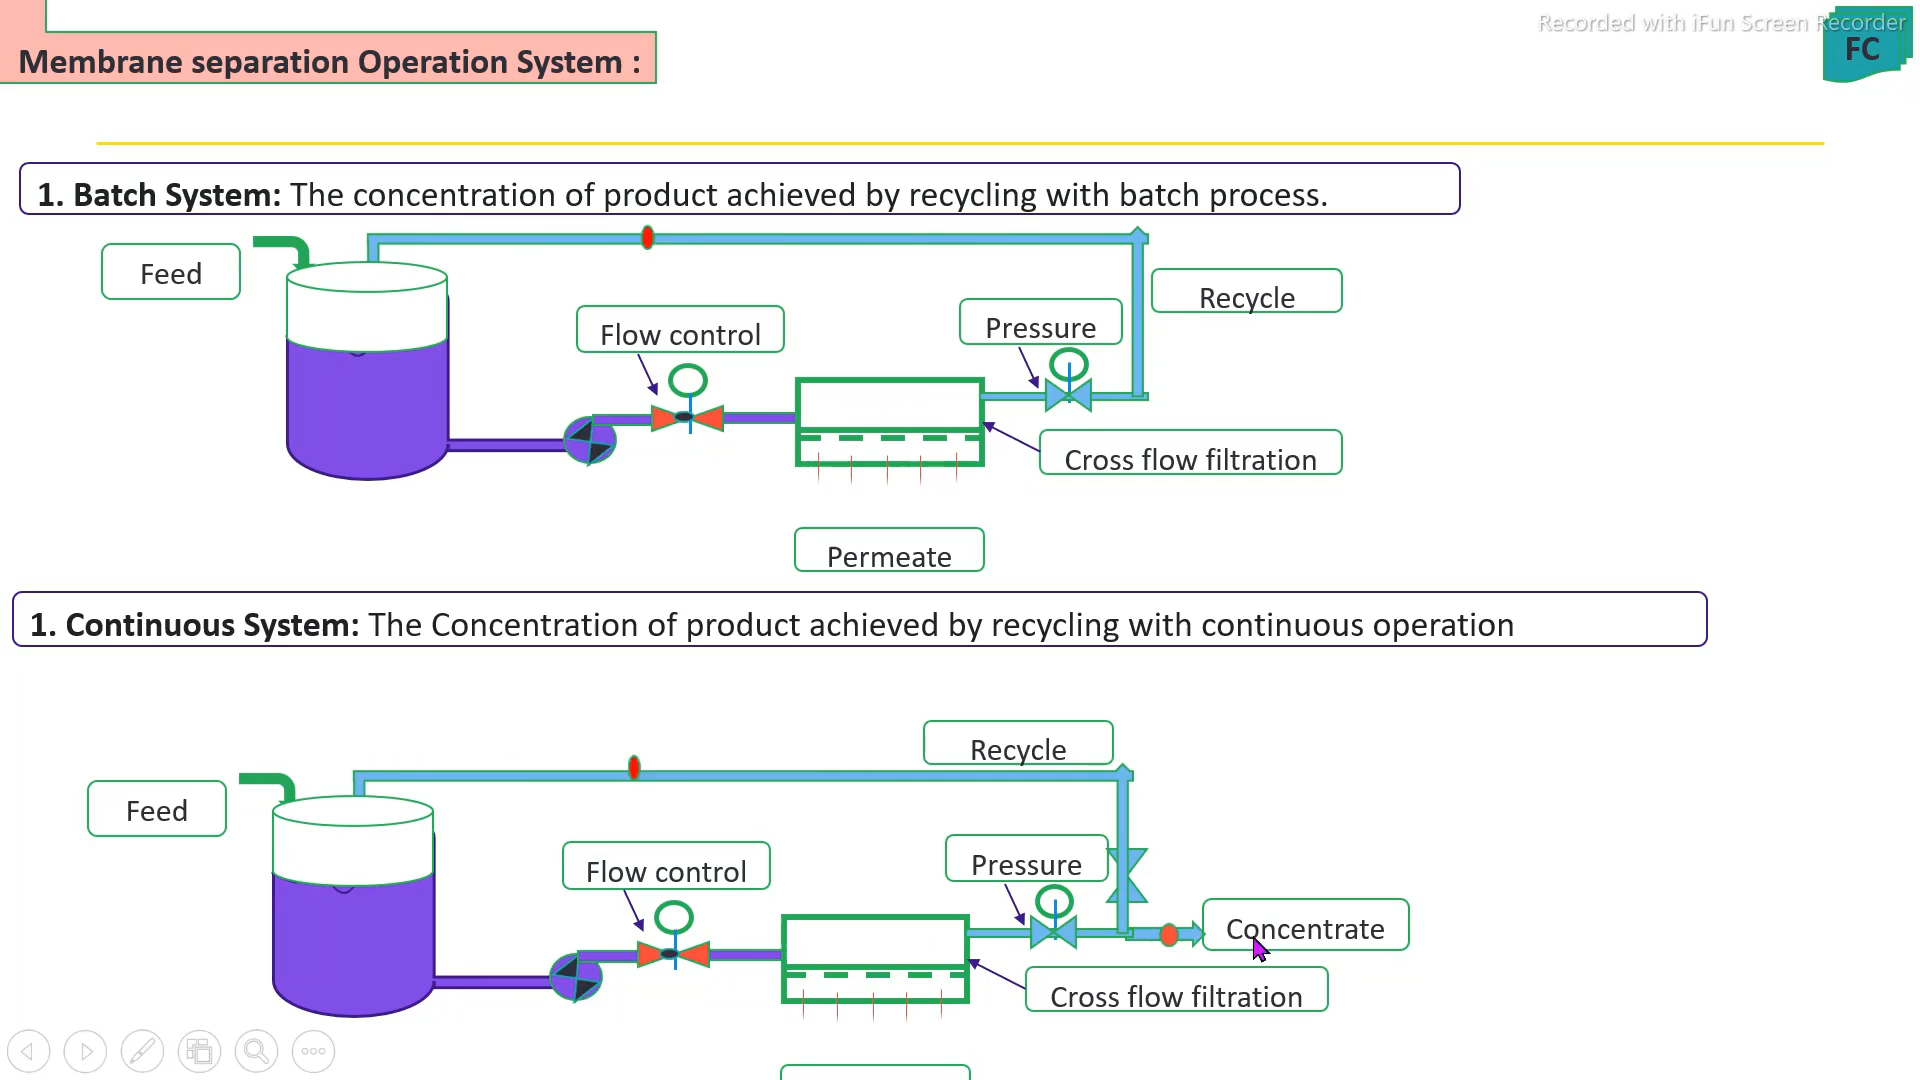 Recorded with iFun Screen Recorder
FC
Membrane separation Operation System :
1. Batch System: The concentration of product achieved by recycling with batch process.
Feed
Recycle
Flow control
Pressure
Cross flow filtration
Permeate
1. Continuous System: The Concentration of product achieved by recycling with continuous operation
Recycle
Feed
Flow control
Pressure
Concentrate
Cross flow filtration